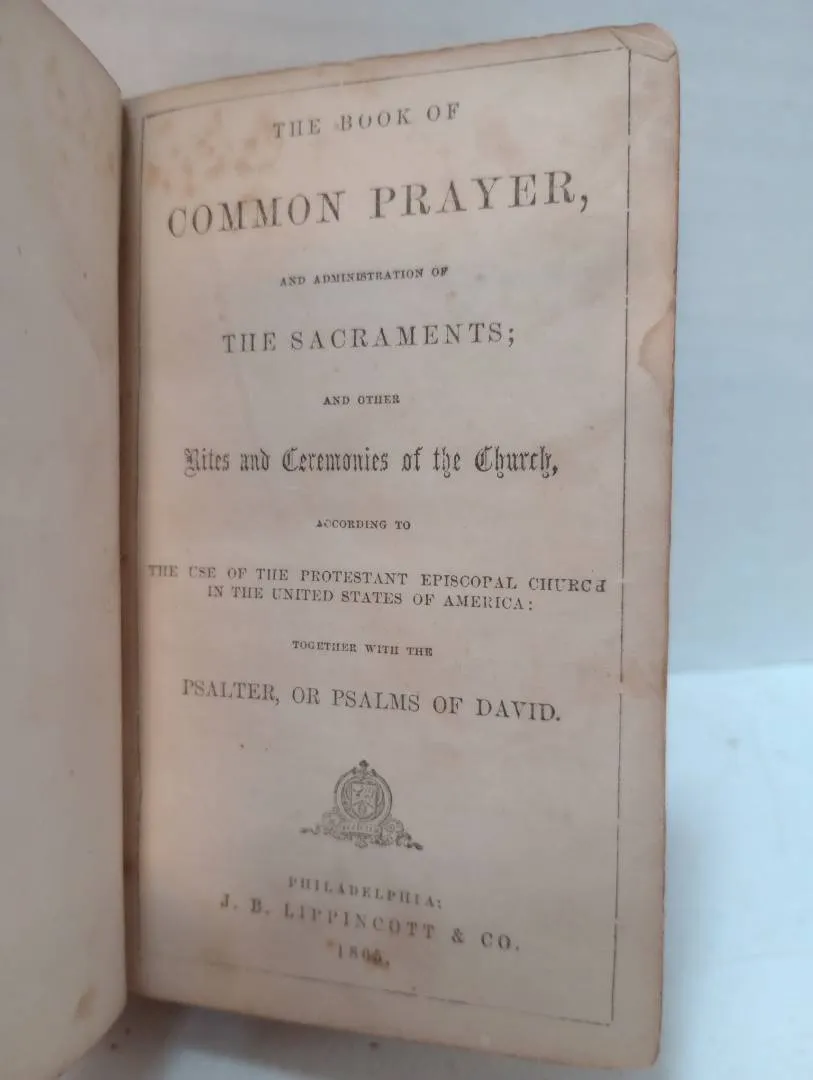 THE BOOK OF
COMMON PRAYER,
AND ADMINISTRATION OF
THE SACRAMENTS;
AND OTHER
Rites and Ceremonies of the Church,
ACCORDING TO
THE USE OF THE PROTESTANT EPISCOPAL CHURCH
IN THE UNITED STATES OF AMERICA:
TOGETHER WITH THE
PSALTER, OR PSALMS OF DAVID.
PHILADELPHIA:
J. B. LIPPINCOTT & CO.